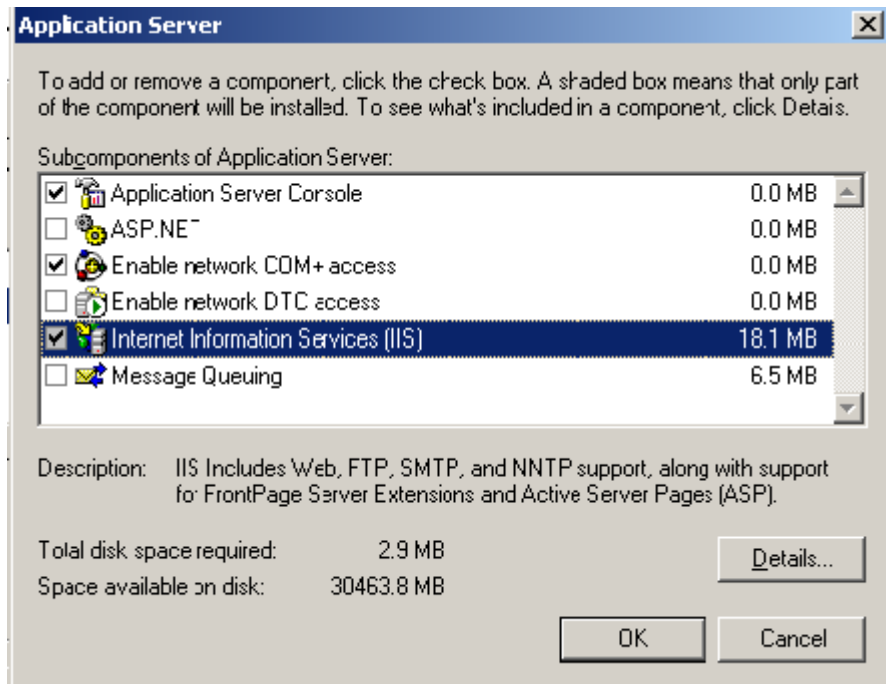 Application Server
To add or remove a component, click the check box. A shaded box means that only part
of the component will be installed. To see what's included in a component, click Details.
Subcomponents of Application Server:
Application Server Console 0.0 MB
ASP.NET 0.0 MB
Enable network COM+ access 0.0 MB
Enable network DTC access 0.0 MB
Internet Information Services (IIS) 18.1 MB
Message Queuing 6.5 MB
Description: IIS Includes Web, FTP, SMTP, and NNTP support, along with support
for FrontPage Server Extensions and Active Server Pages (ASP).
Total disk space required: 2.9 MB
Details...
Space available on disk: 30463.8 MB
OK Cancel